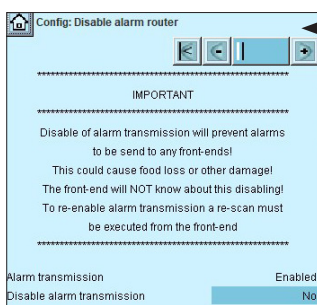 Config: Disable alarm router
************************************************************
IMPORTANT
************************************************************
Disable of alarm transmission will prevent alarms
to be send to any front-ends!
This could cause food loss or other damage!
The front-end will NOT know about this disabling!
To re-enable alarm transmission a re-scan must
be executed from the front-end
************************************************************
Alarm transmission Enabled
Disable alarm transmission No